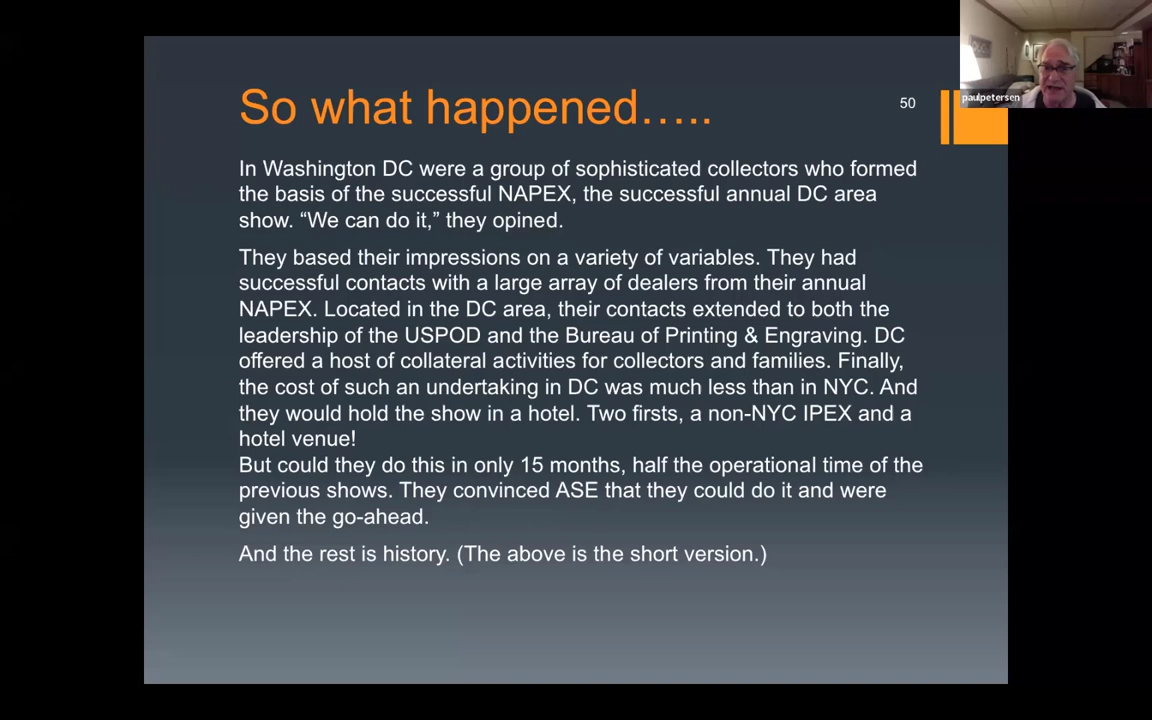 So what happened…..
50
paulpetersen
In Washington DC were a group of sophisticated collectors who formed
the basis of the successful NAPEX, the successful annual DC area
show. “We can do it,” they opined.
They based their impressions on a variety of variables. They had
successful contacts with a large array of dealers from their annual
NAPEX. Located in the DC area, their contacts extended to both the
leadership of the USPOD and the Bureau of Printing & Engraving. DC
offered a host of collateral activities for collectors and families. Finally,
the cost of such an undertaking in DC was much less than in NYC. And
they would hold the show in a hotel. Two firsts, a non-NYC IPEX and a
hotel venue!
But could they do this in only 15 months, half the operational time of the
previous shows. They convinced ASE that they could do it and were
given the go-ahead.
And the rest is history. (The above is the short version.)